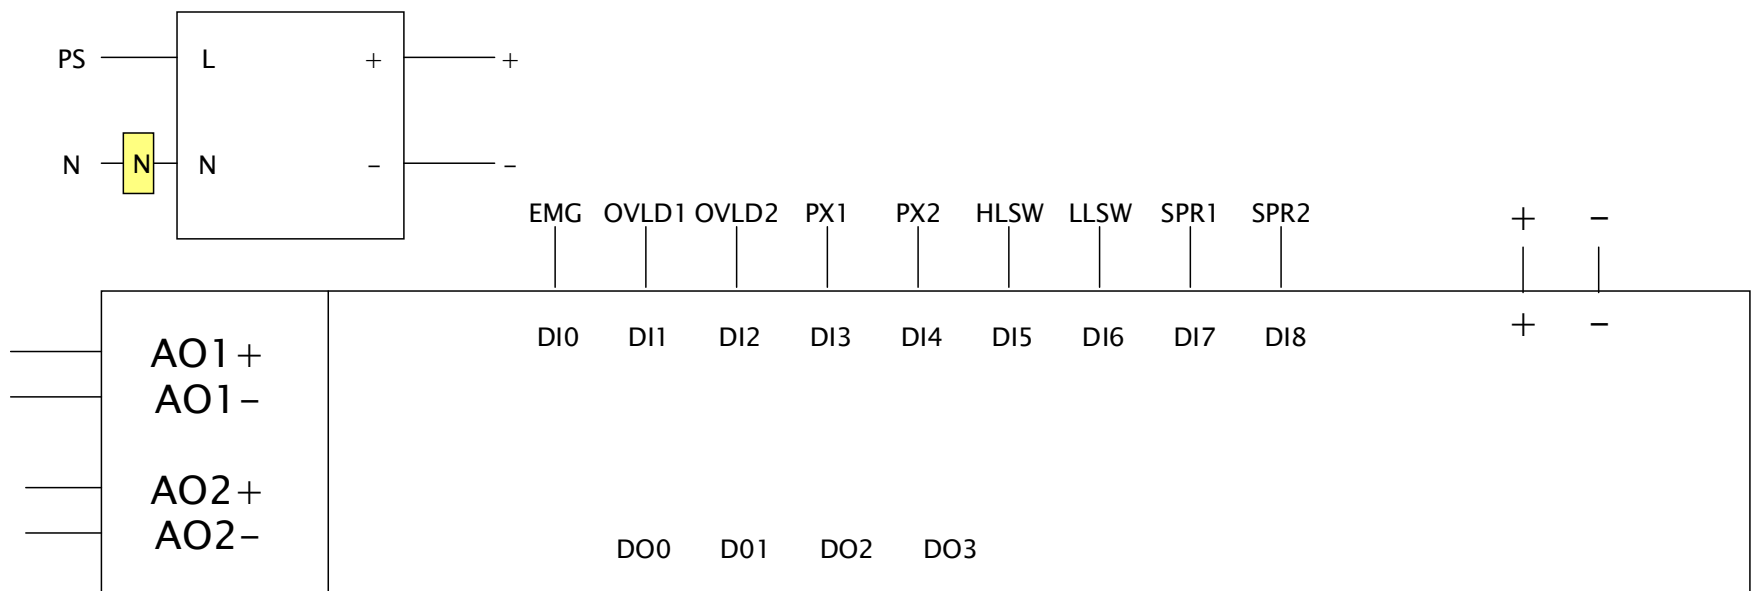 PS L + +
N N N − −
EMG OVLD1 OVLD2 PX1 PX2 HLSW LLSW SPR1 SPR2 + −
DI0 DI1 DI2 DI3 DI4 DI5 DI6 DI7 DI8 + −
AO1+
AO1−
AO2+
AO2−
DO0 D01 DO2 DO3